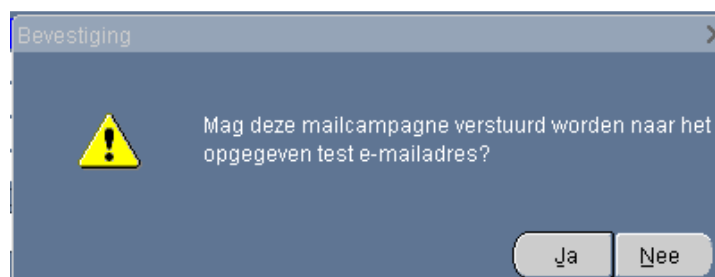 Bevestiging
Mag deze mailcampagne verstuurd worden naar het
opgegeven test e-mailadres?
Ja
Nee